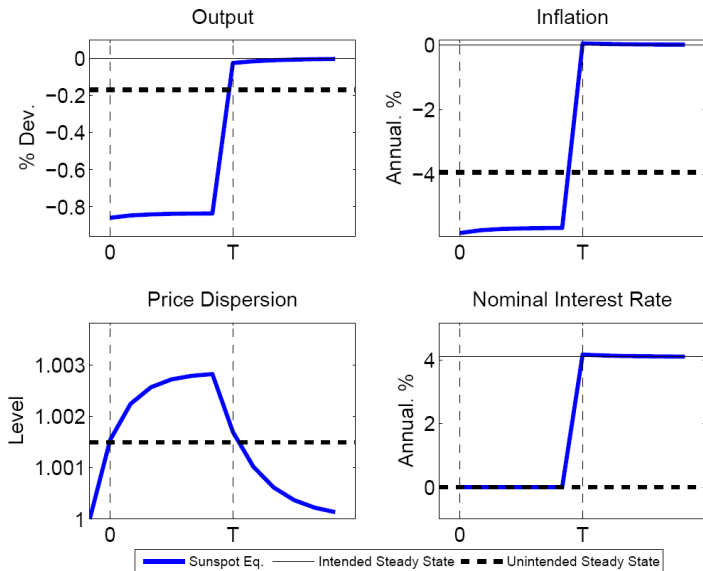 Output
Inflation
% Dev.
0
−0.2
−0.4
−0.6
−0.8
0
T
Annual. %
0
−2
−4
0
T
Price Dispersion
Nominal Interest Rate
Level
1.003
1.002
1.001
1
0
T
Annual. %
4
2
0
0
T
Sunspot Eq.
Intended Steady State
Unintended Steady State